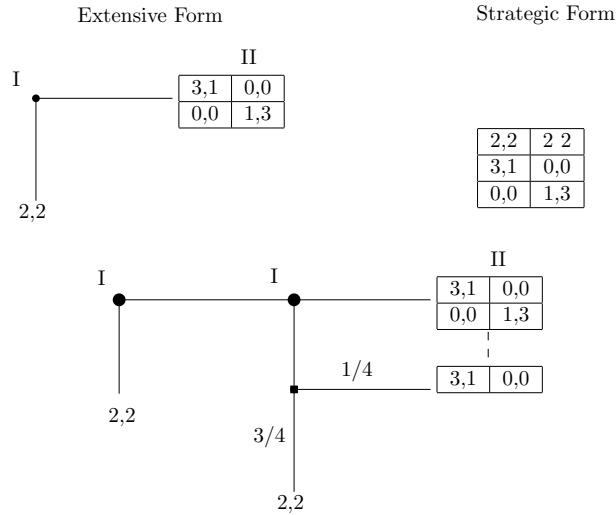 Extensive Form
Strategic Form
II
I
3,1 0,0
0,0 1,3
2,2
2,2 2 2
3,1 0,0
0,0 1,3
II
I
I
3,1 0,0
0,0 1,3
1/4
3,1 0,0
2,2
3/4
2,2